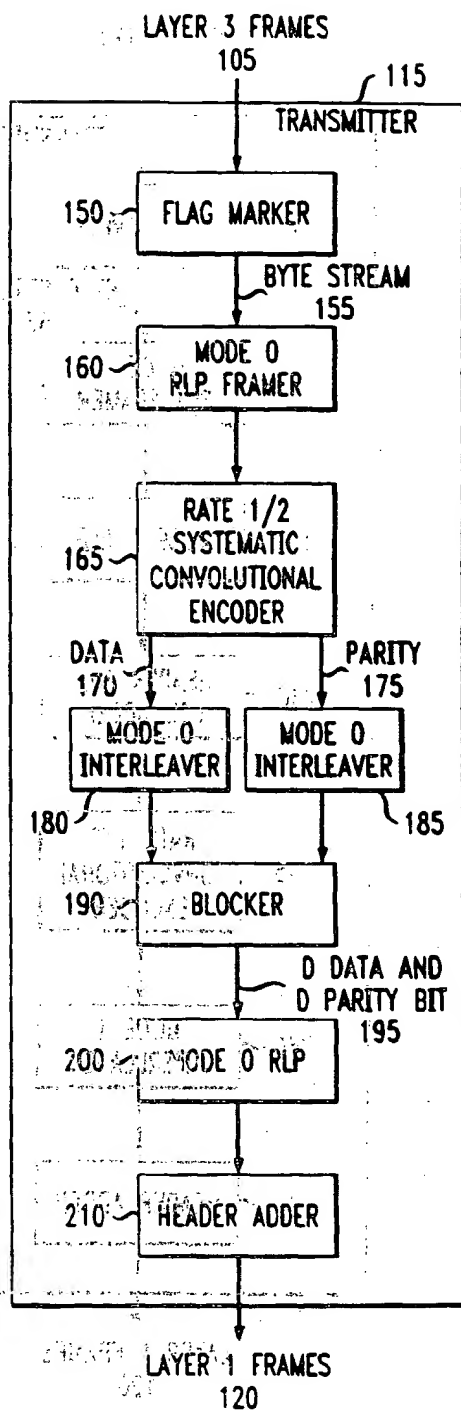 LAYER 3 FRAMES
105
115
TRANSMITTER
150
FLAG MARKER
BYTE STREAM
155
160
MODE 0
RLP FRAMER
165
RATE 1/2
SYSTEMATIC
CONVOLUTIONAL
ENCODER
DATA
170
PARITY
175
MODE 0
INTERLEAVER
MODE 0
INTERLEAVER
180
185
190
BLOCKER
D DATA AND
D PARITY BIT
195
200
MODE 0 RLP
210
HEADER ADDER
LAYER 1 FRAMES
120